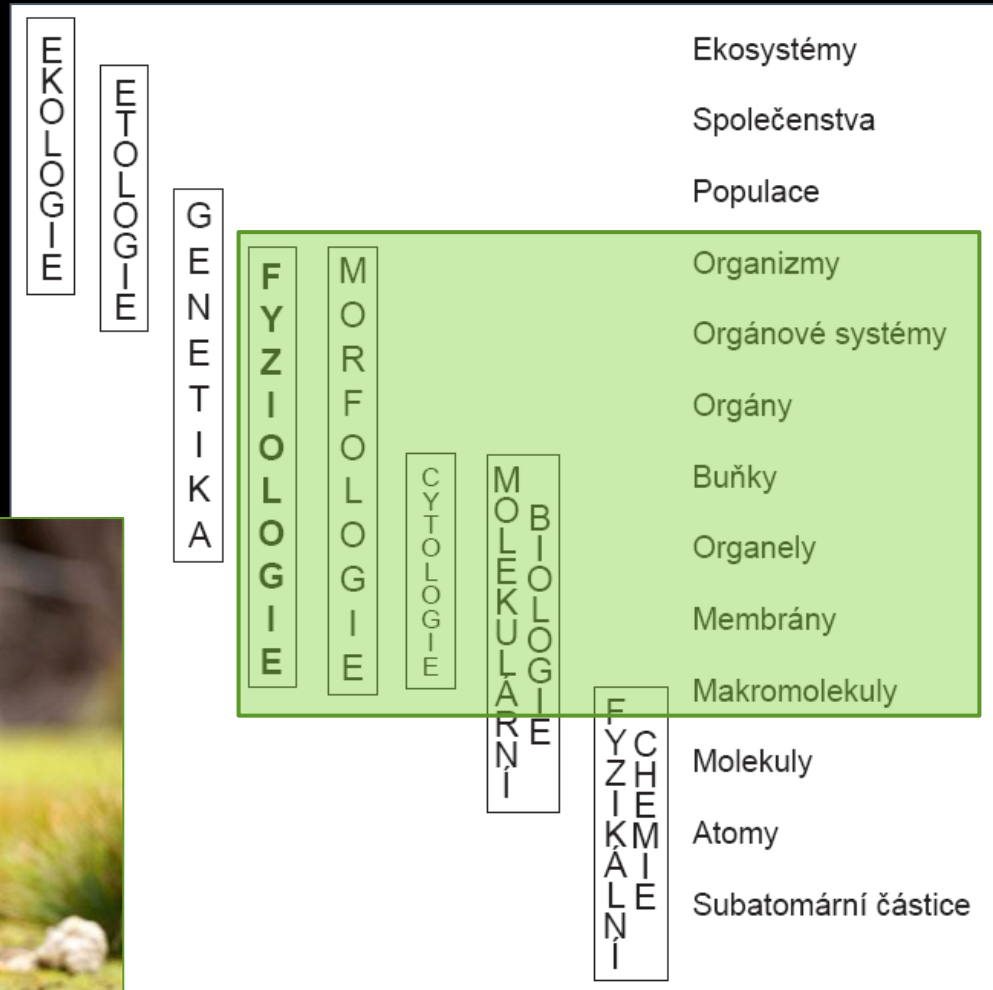 EKOLOGIE
ETOLOGIE
GENETIKA
FYZIOLOGIE
MORFOLOGIE
CYTOLOGIE
MOLEKULÁRNÍ
BIOLOGIE
FYZIKÁLNÍ
CHEMIE
Ekosystémy
Společenstva
Populace
Organizmy
Orgánové systémy
Orgány
Buňky
Organely
Membrány
Makromolekuly
Molekuly
Atomy
Subatomární částice